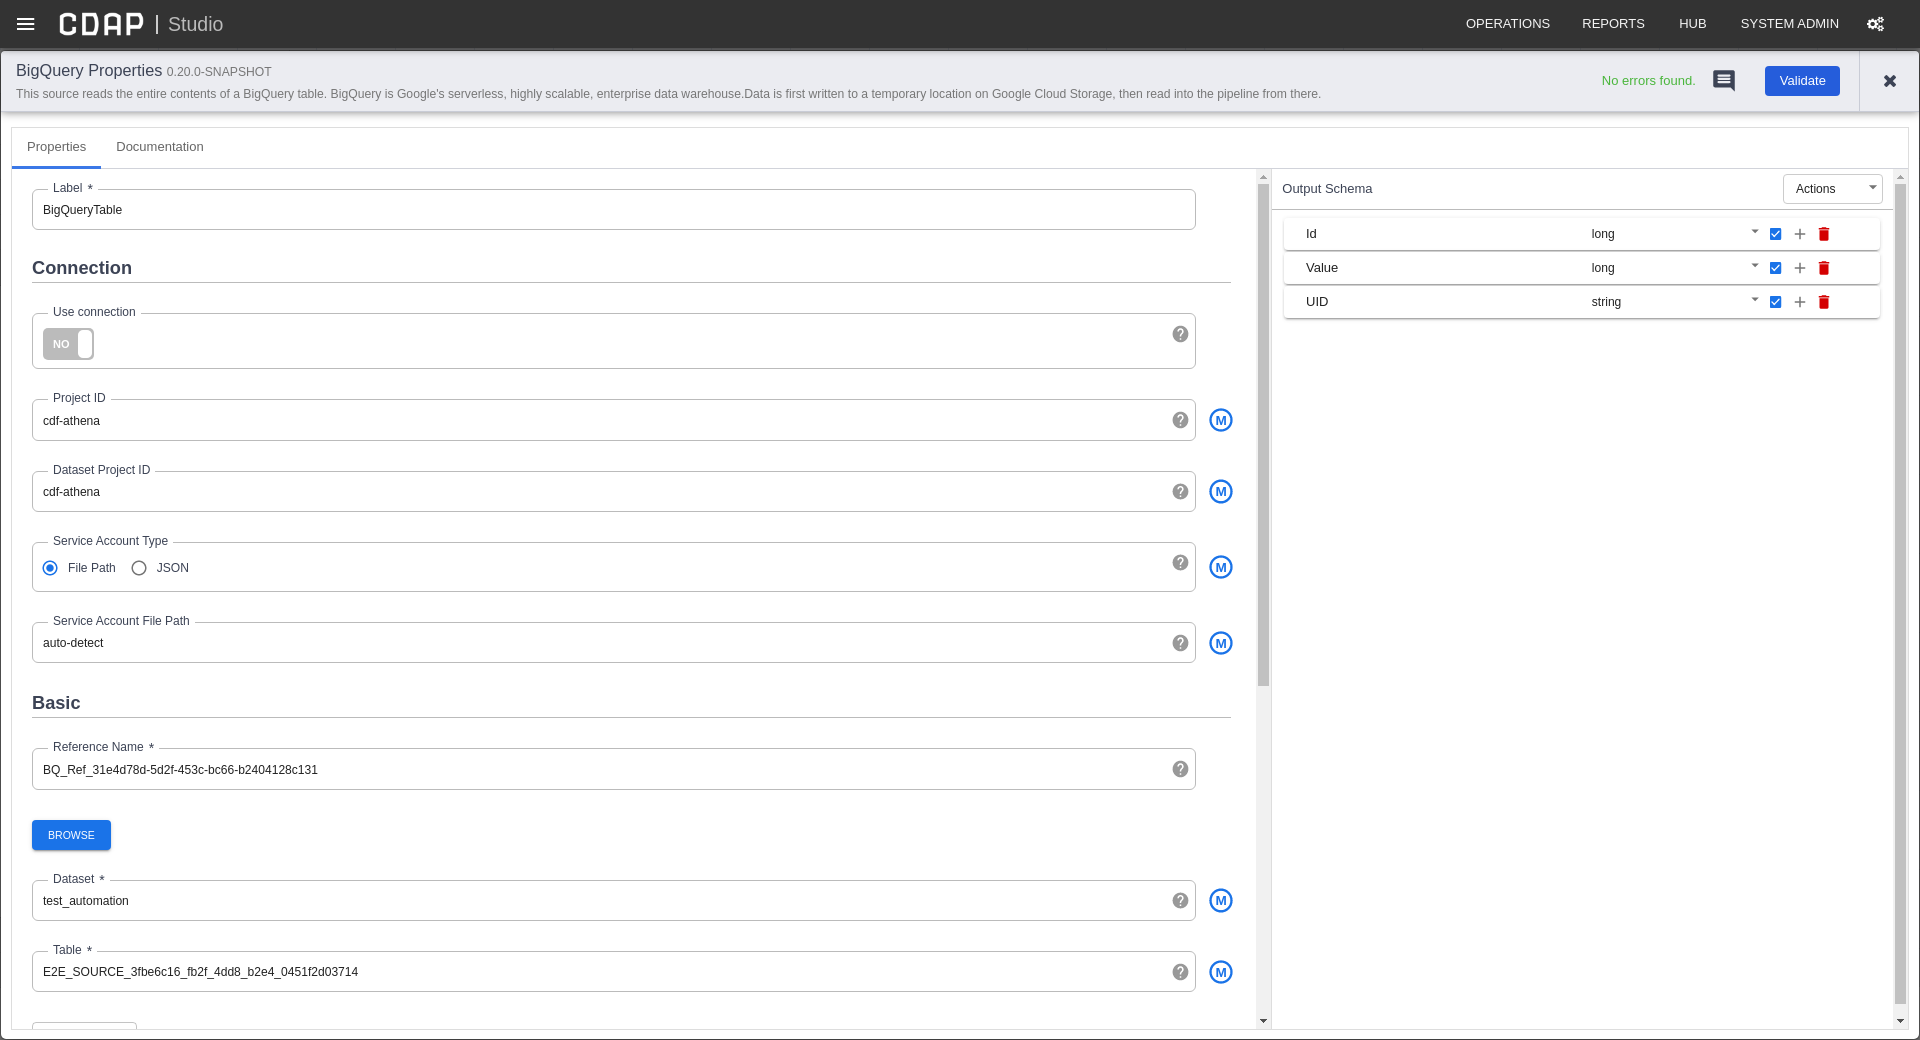 CDAP | Studio
OPERATIONS REPORTS HUB SYSTEM ADMIN
BigQuery Properties 0.20.0-SNAPSHOT
This source reads the entire contents of a BigQuery table. BigQuery is Google's serverless, highly scalable, enterprise data warehouse.Data is first written to a temporary location on Google Cloud Storage, then read into the pipeline from there.
No errors found.
Validate
Properties Documentation
Label *
BigQueryTable
Connection
Use connection
NO
Project ID
cdf-athena
M
Dataset Project ID
cdf-athena
M
Service Account Type
File Path JSON
M
Service Account File Path
auto-detect
M
Basic
Reference Name *
BQ_Ref_31e4d78d-5d2f-453c-bc66-b2404128c131
BROWSE
Dataset *
test_automation
M
Table *
E2E_SOURCE_3fbe6c16_fb2f_4dd8_b2e4_0451f2d03714
M
Output Schema
Actions
Id long
Value long
UID string